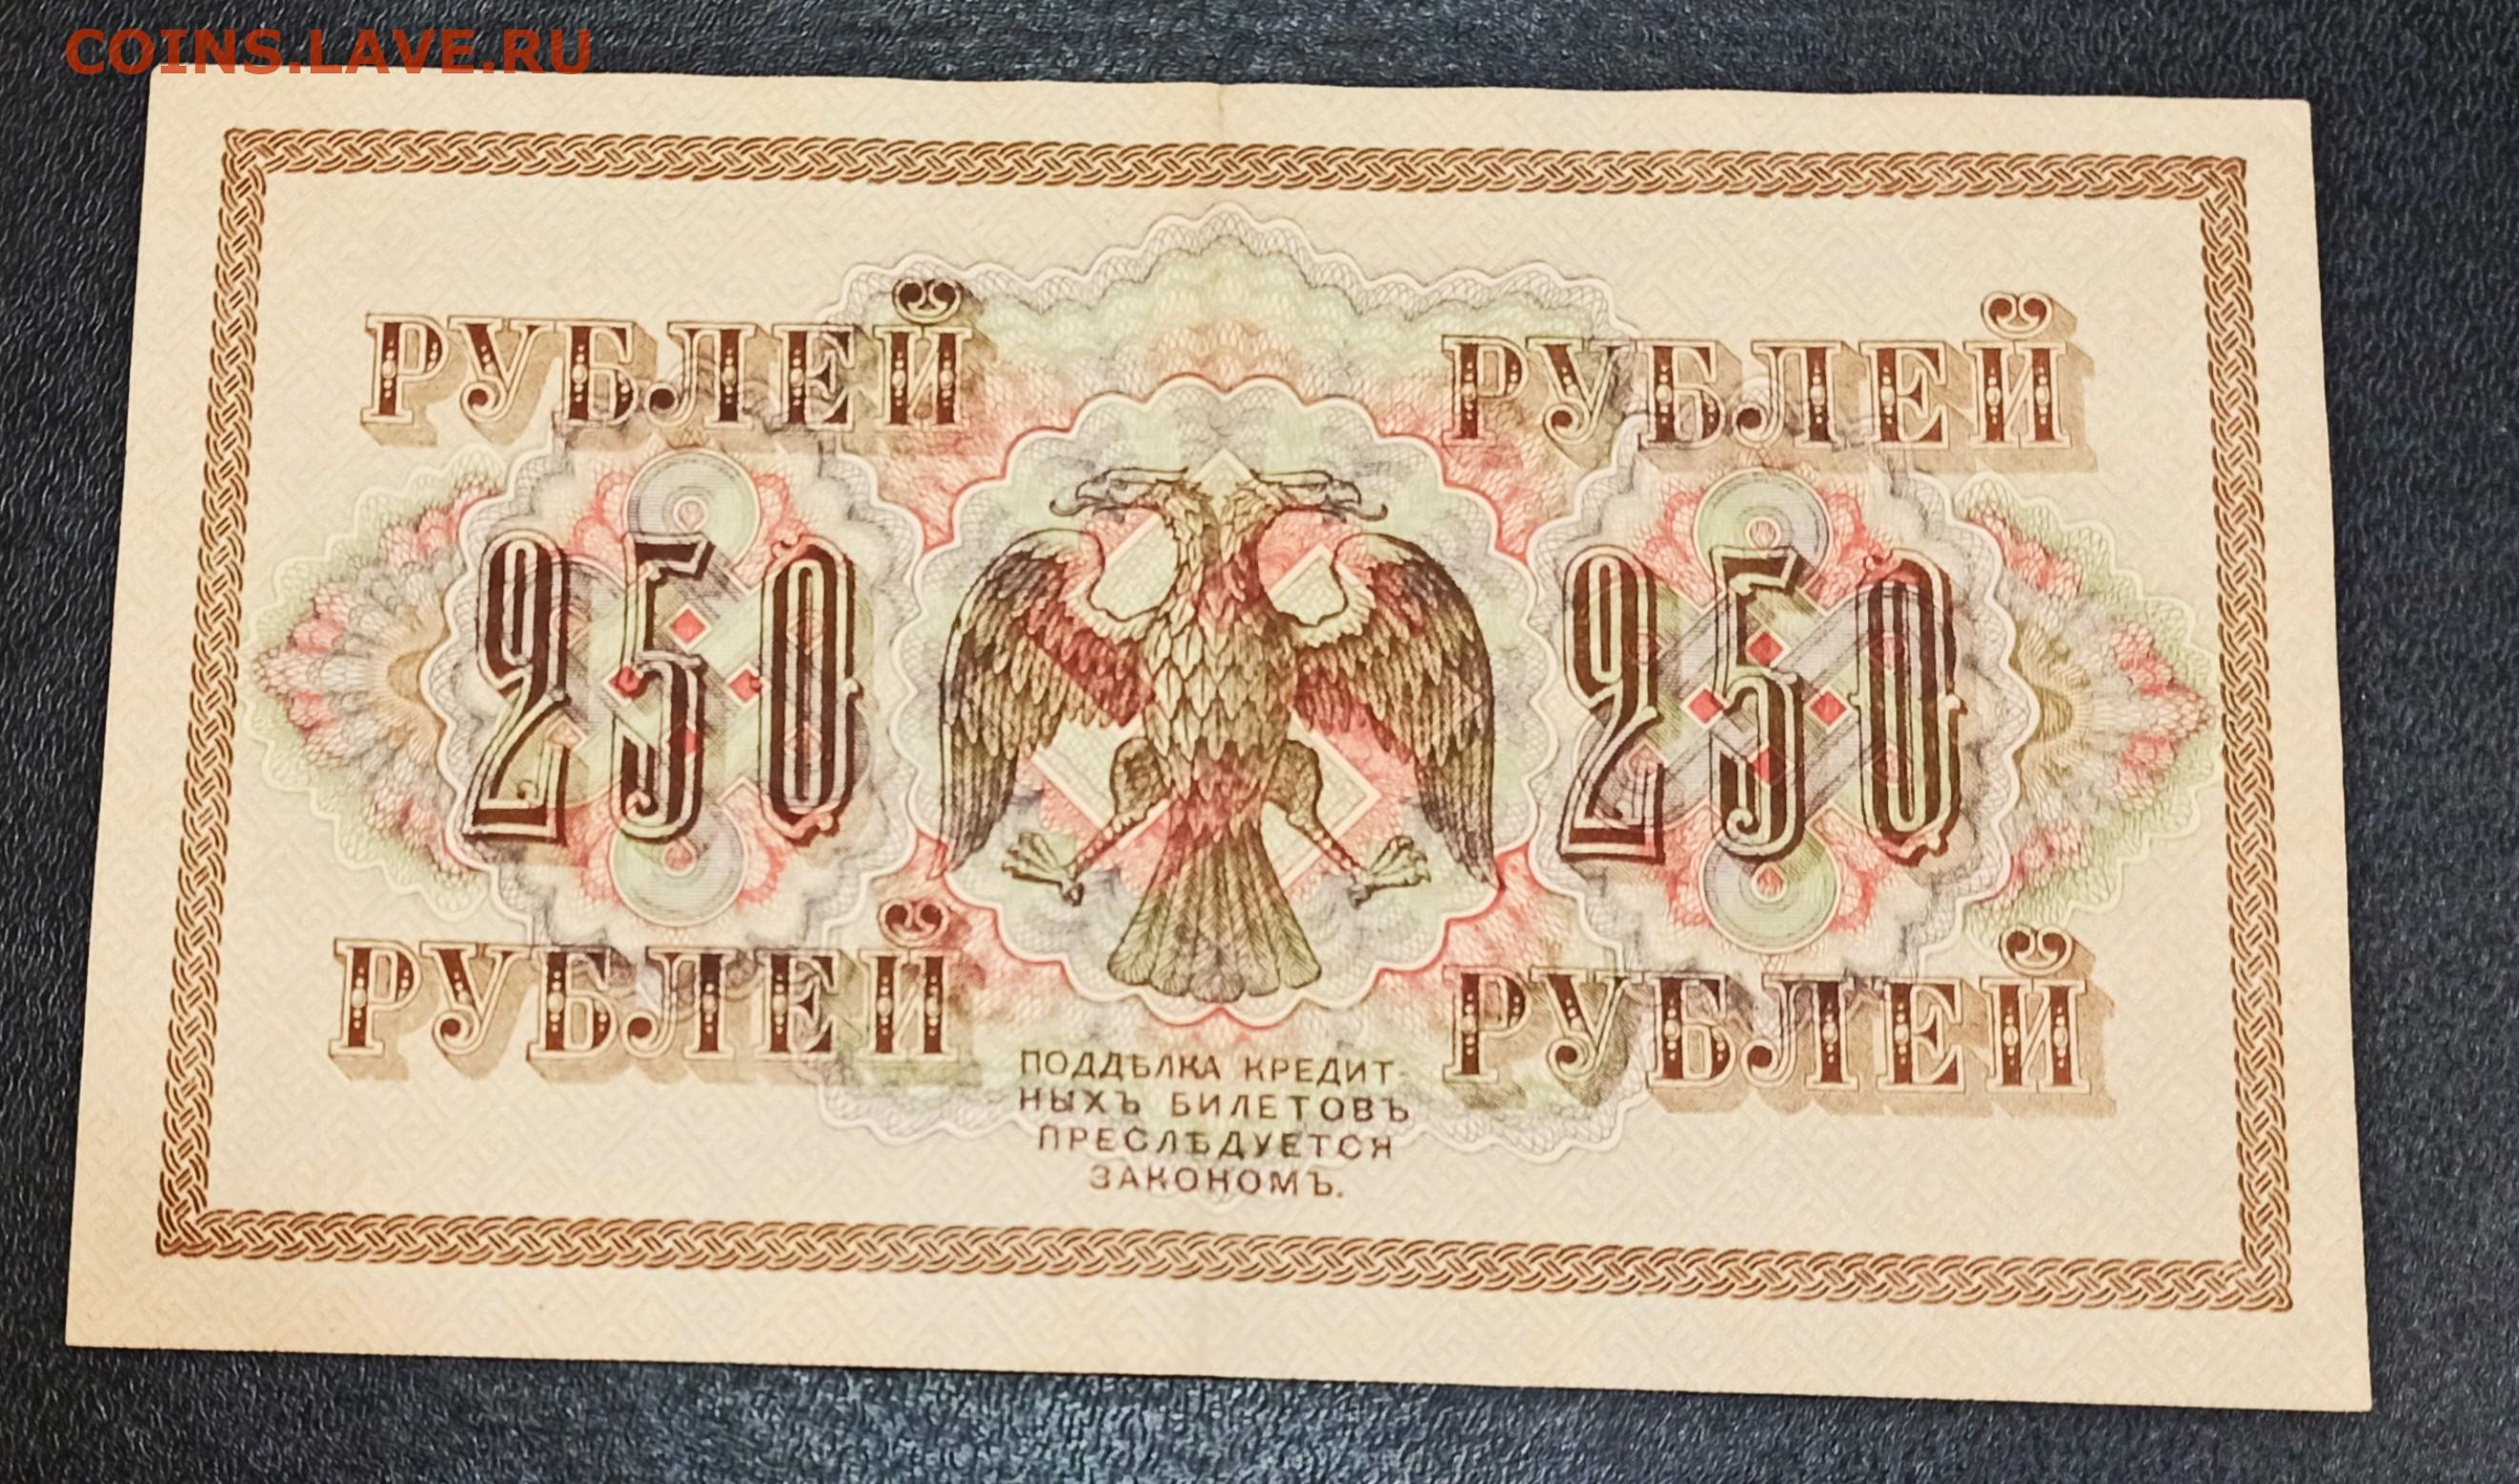 COINS.LAVE.RU
РУБЛЕЙ РУБЛЕЙ
250 250
РУБЛЕЙ РУБЛЕЙ
ПОДДѢЛКА КРЕДИТ-
НЫХЪ БИЛЕТОВЪ
ПРЕСЛѢДУЕТСЯ
ЗАКОНОМЪ.